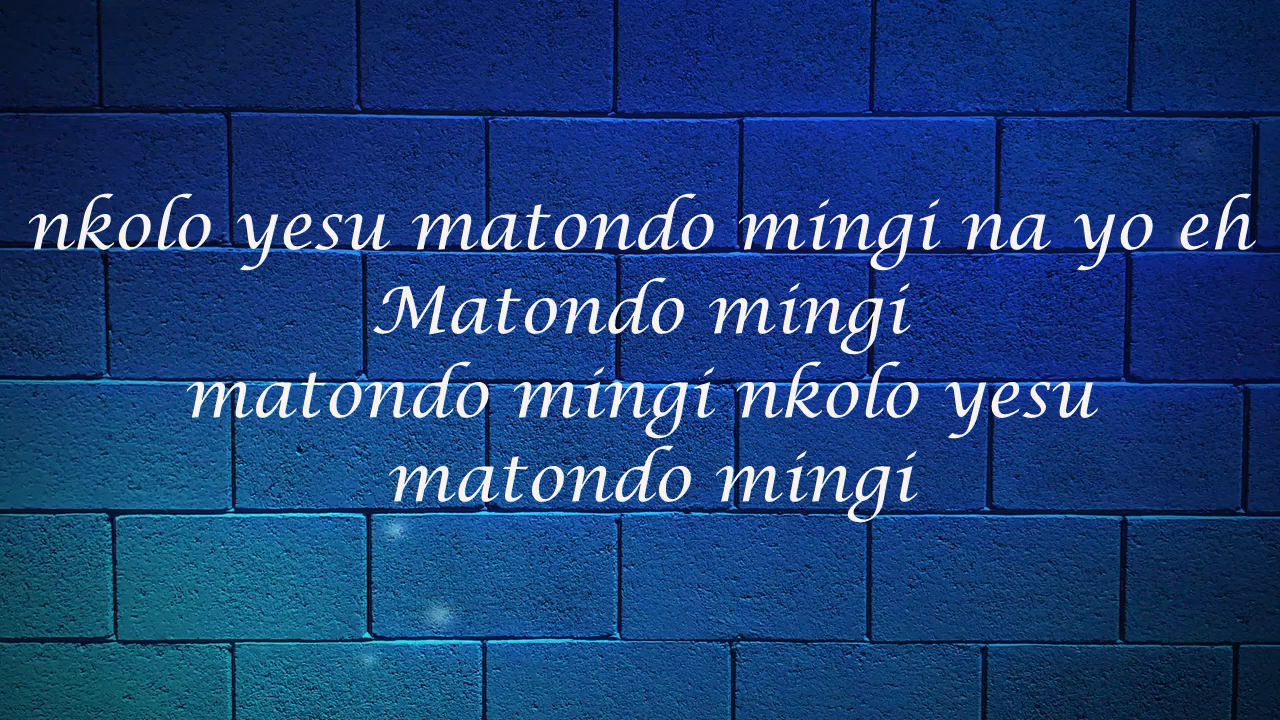 nkolo yesu matondo mingi na yo eh
Matondo mingi
matondo mingi nkolo yesu
matondo mingi